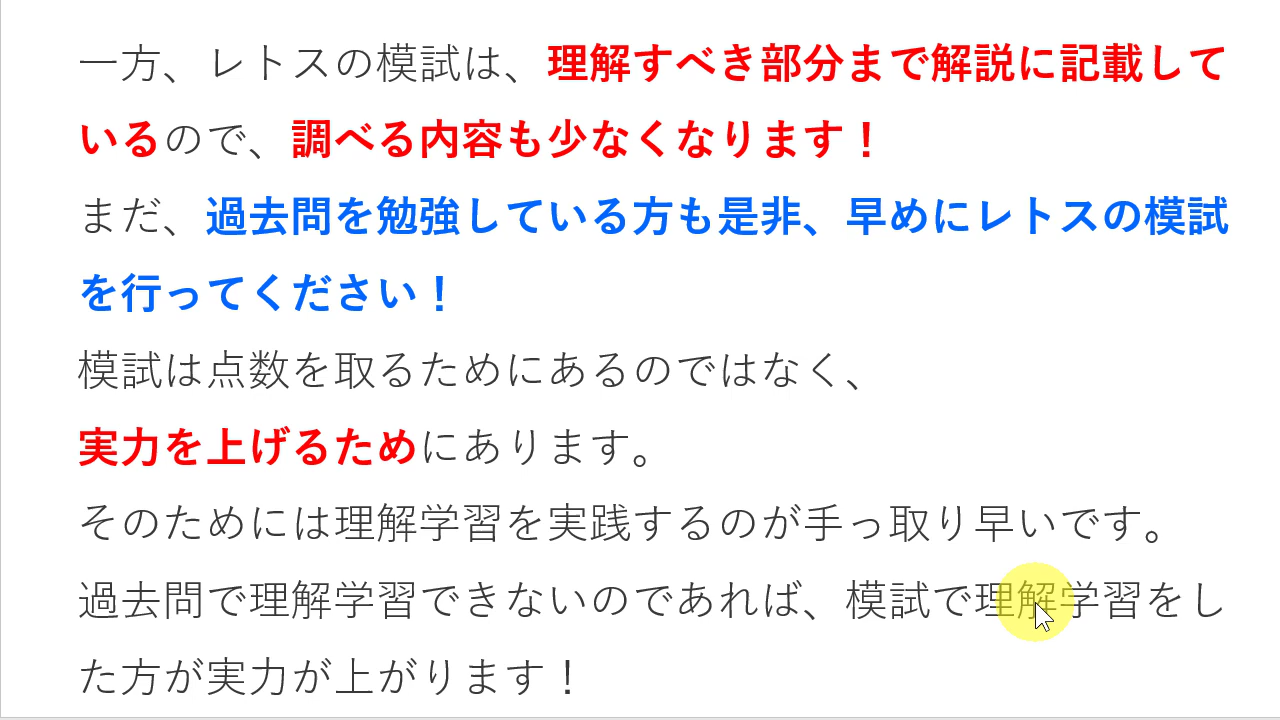 一方、レトスの模試は、理解すべき部分まで解説に記載して
いるので、調べる内容も少なくなります！
まだ、過去問を勉強している方も是非、早めにレトスの模試
を行ってください！
模試は点数を取るためにあるのではなく、
実力を上げるためにあります。
そのためには理解学習を実践するのが手っ取り早いです。
過去問で理解学習できないのであれば、模試で理解学習をし
た方が実力が上がります！